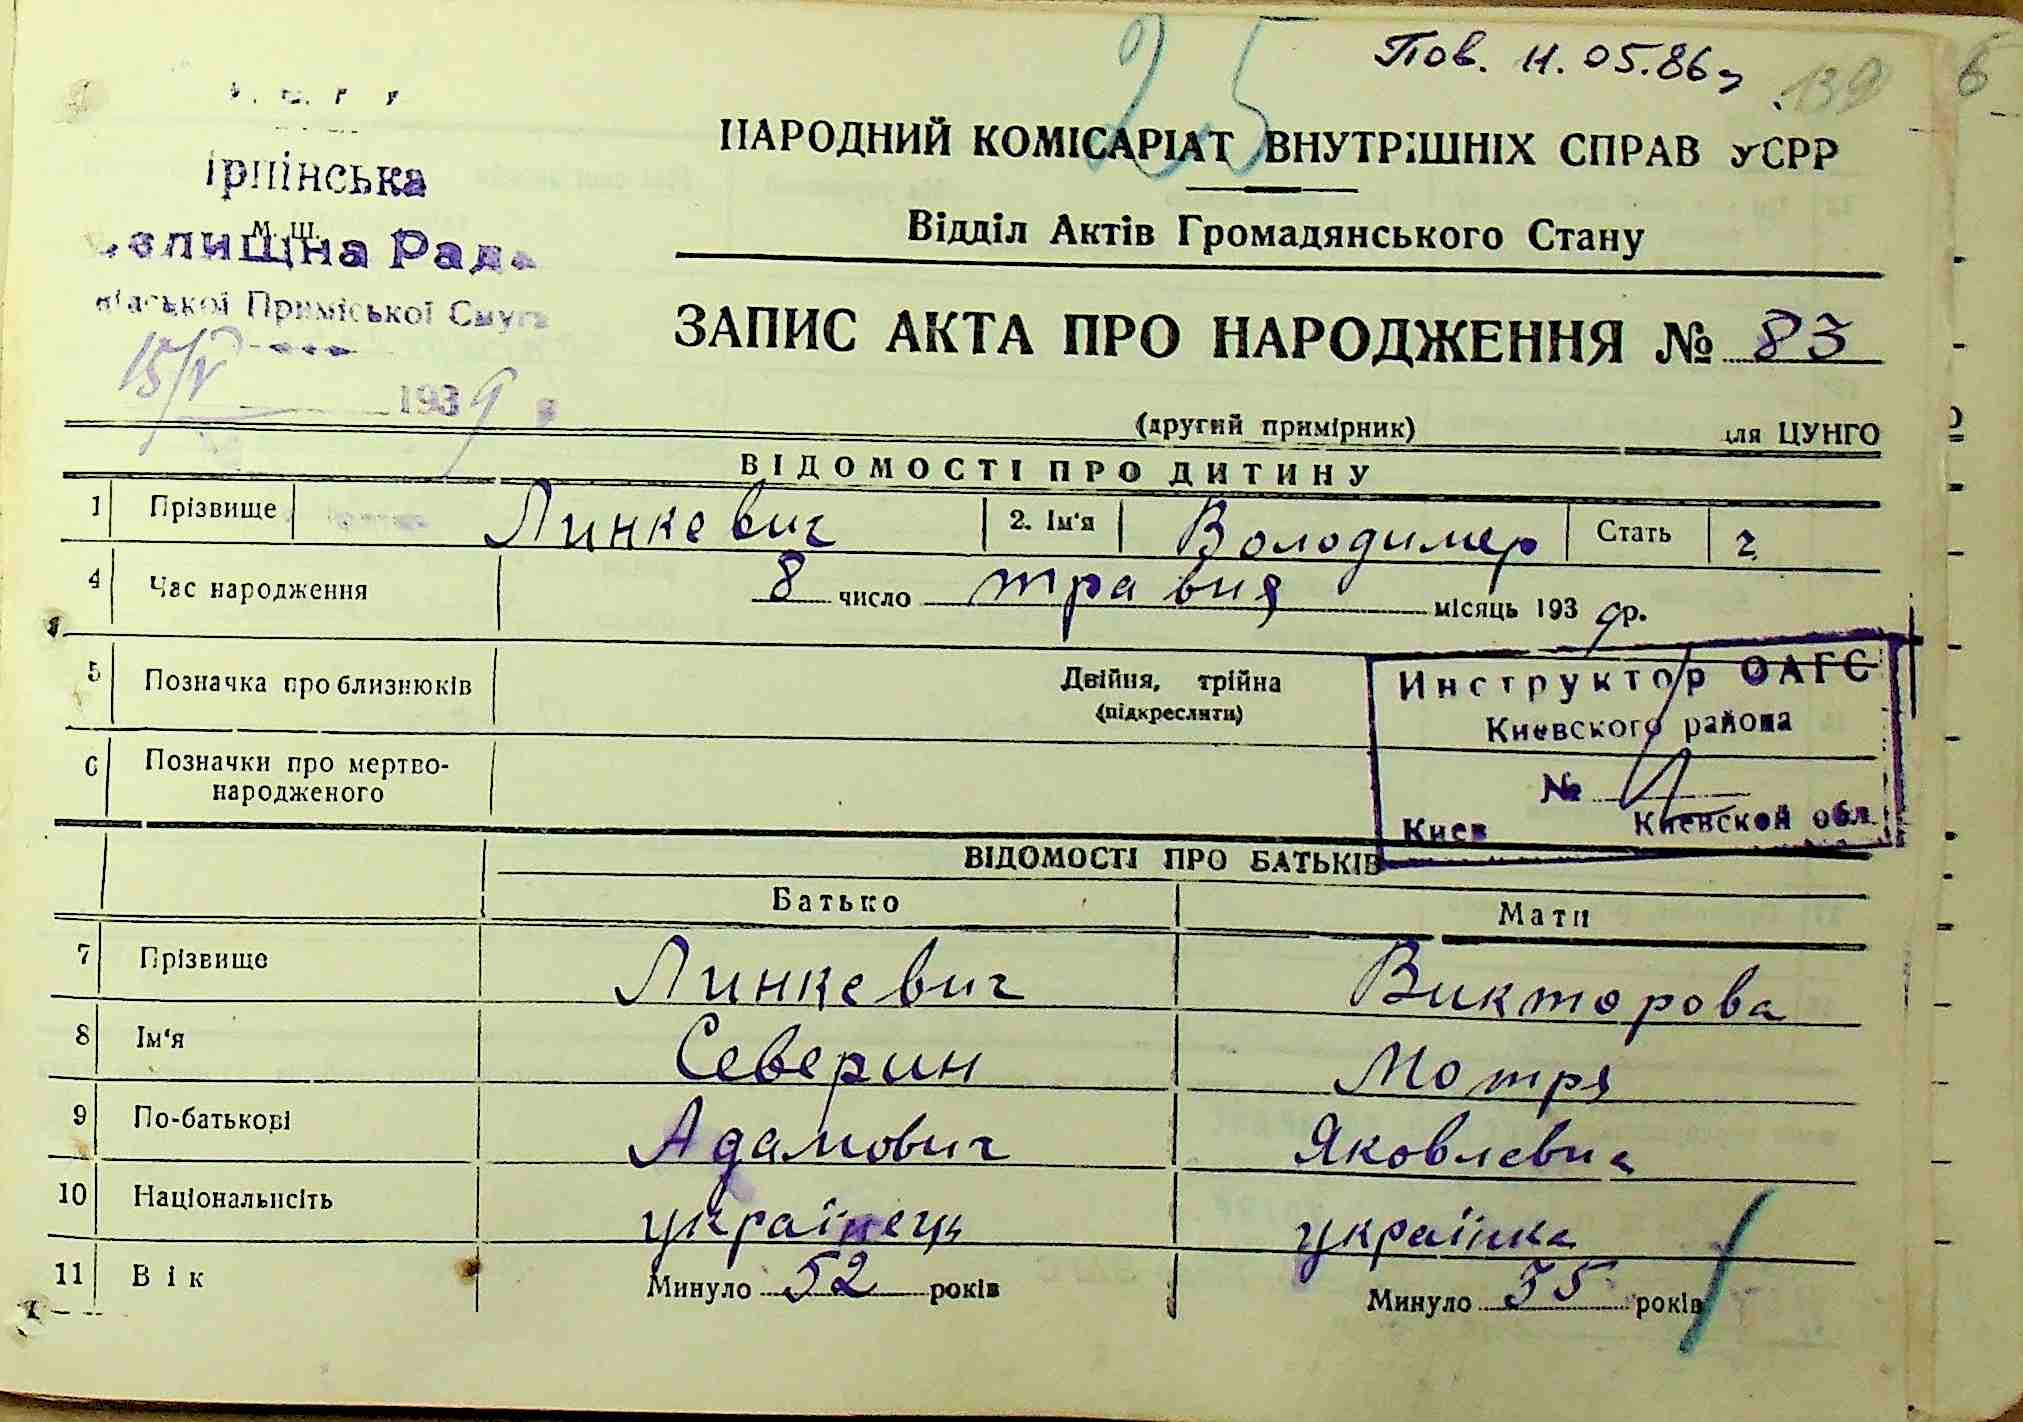 25
Пов. 11.05.86р
139
6
У. С. Р. Р
Ірпінська
М. Ш.
Селищна Рада
Київської Приміської Смуги
15/V 1939 р
НАРОДНИЙ КОМІСАРІАТ ВНУТРІШНІХ СПРАВ УСРР
Відділ Актів Громадянського Стану
ЗАПИС АКТА ПРО НАРОДЖЕННЯ № 83
(другий примірник) для ЦУНГО
ВІДОМОСТІ ПРО ДИТИНУ
1 Прізвище Линкевич 2. Ім'я Володимер Стать ч
4 Час народження 8 число травня місяць 1939 р.
5 Позначка про близнюків Двійня, трійна
(підкреслити)
6 Позначки про мертво-
народженого
Инструктор ОАГС
Киевского района
№
Киев Киевской обл.
ВІДОМОСТІ ПРО БАТЬКІВ
Батько Мати
7 Прізвище Линкевич Викторова
8 Ім'я Северин Мотря
9 По-батькові Адамович Яковлевна
10 Національність українець українка
11 Вік Минуло 52 років Минуло 35 років